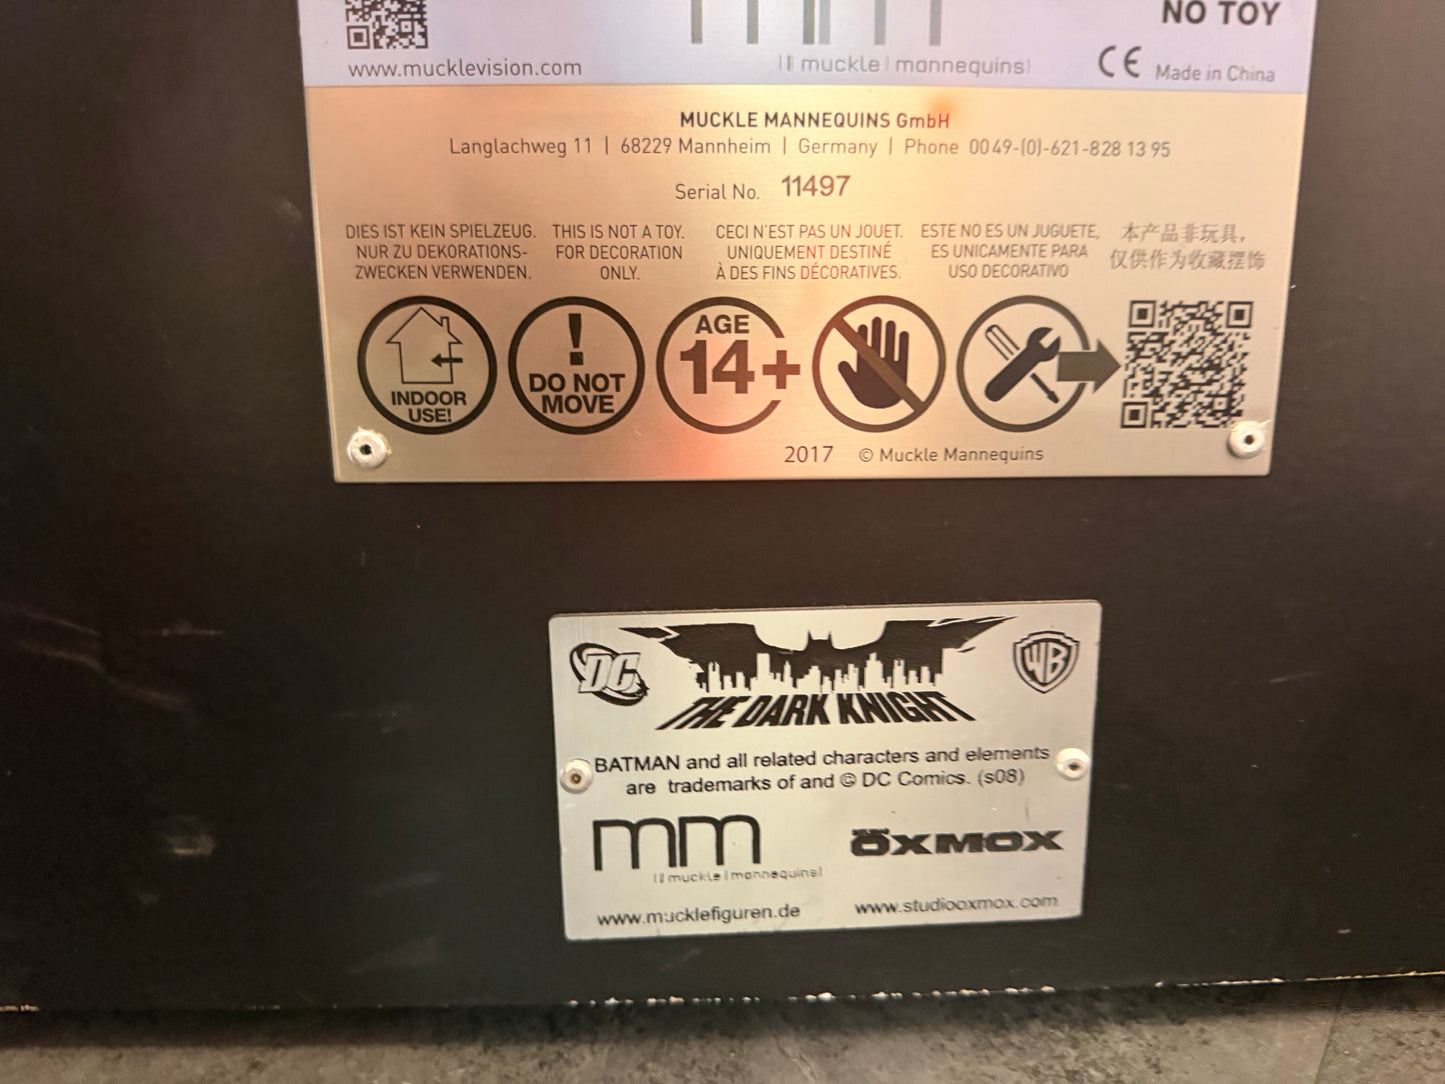 NO TOY
www.mucklevision.com
mm
muckle mannequins
CE Made in China
MUCKLE MANNEQUINS GmbH
Langlachweg 11 | 68229 Mannheim | Germany | Phone 0049-(0)-621-828 13 95
Serial No. 11497
DIES IST KEIN SPIELZEUG.
NUR ZU DEKORATIONS-
ZWECKEN VERWENDEN.
THIS IS NOT A TOY.
FOR DECORATION
ONLY.
CECI N'EST PAS UN JOUET.
UNIQUEMENT DESTINÉ
À DES FINS DÉCORATIVES.
ESTE NO ES UN JUGUETE,
ES UNICAMENTE PARA
USO DECORATIVO
本产品非玩具，
仅供作为收藏摆饰
INDOOR
USE!
!
DO NOT
MOVE
AGE
14+
2017 © Muckle Mannequins
DC
WB
THE DARK KNIGHT
BATMAN and all related characters and elements
are trademarks of and © DC Comics. (s08)
mm
muckle mannequins
ÖXMOX
www.mucklefiguren.de
www.studiooxmox.com